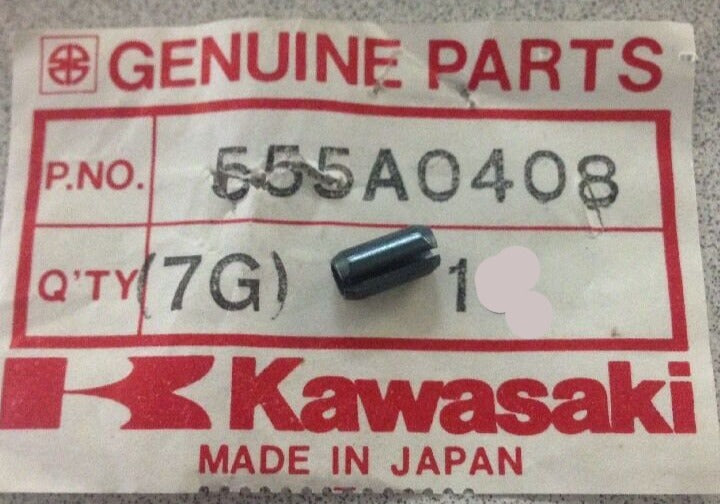 GENUINE PARTS
P.NO. 555A0408
Q'TY (7G) 1
Kawasaki
MADE IN JAPAN